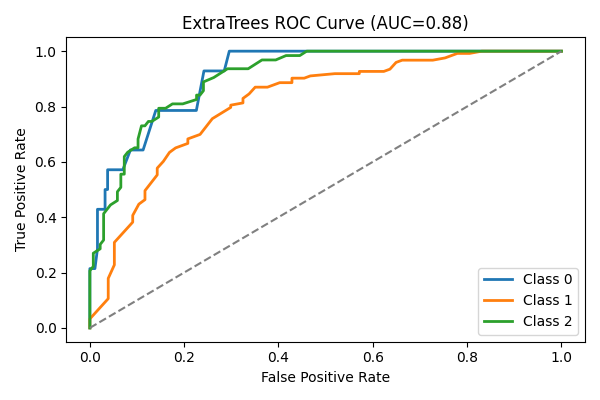 ExtraTrees ROC Curve (AUC=0.88)
True Positive Rate
1.0
0.8
0.6
0.4
0.2
0.0
0.0 0.2 0.4 0.6 0.8 1.0
False Positive Rate
Class 0
Class 1
Class 2